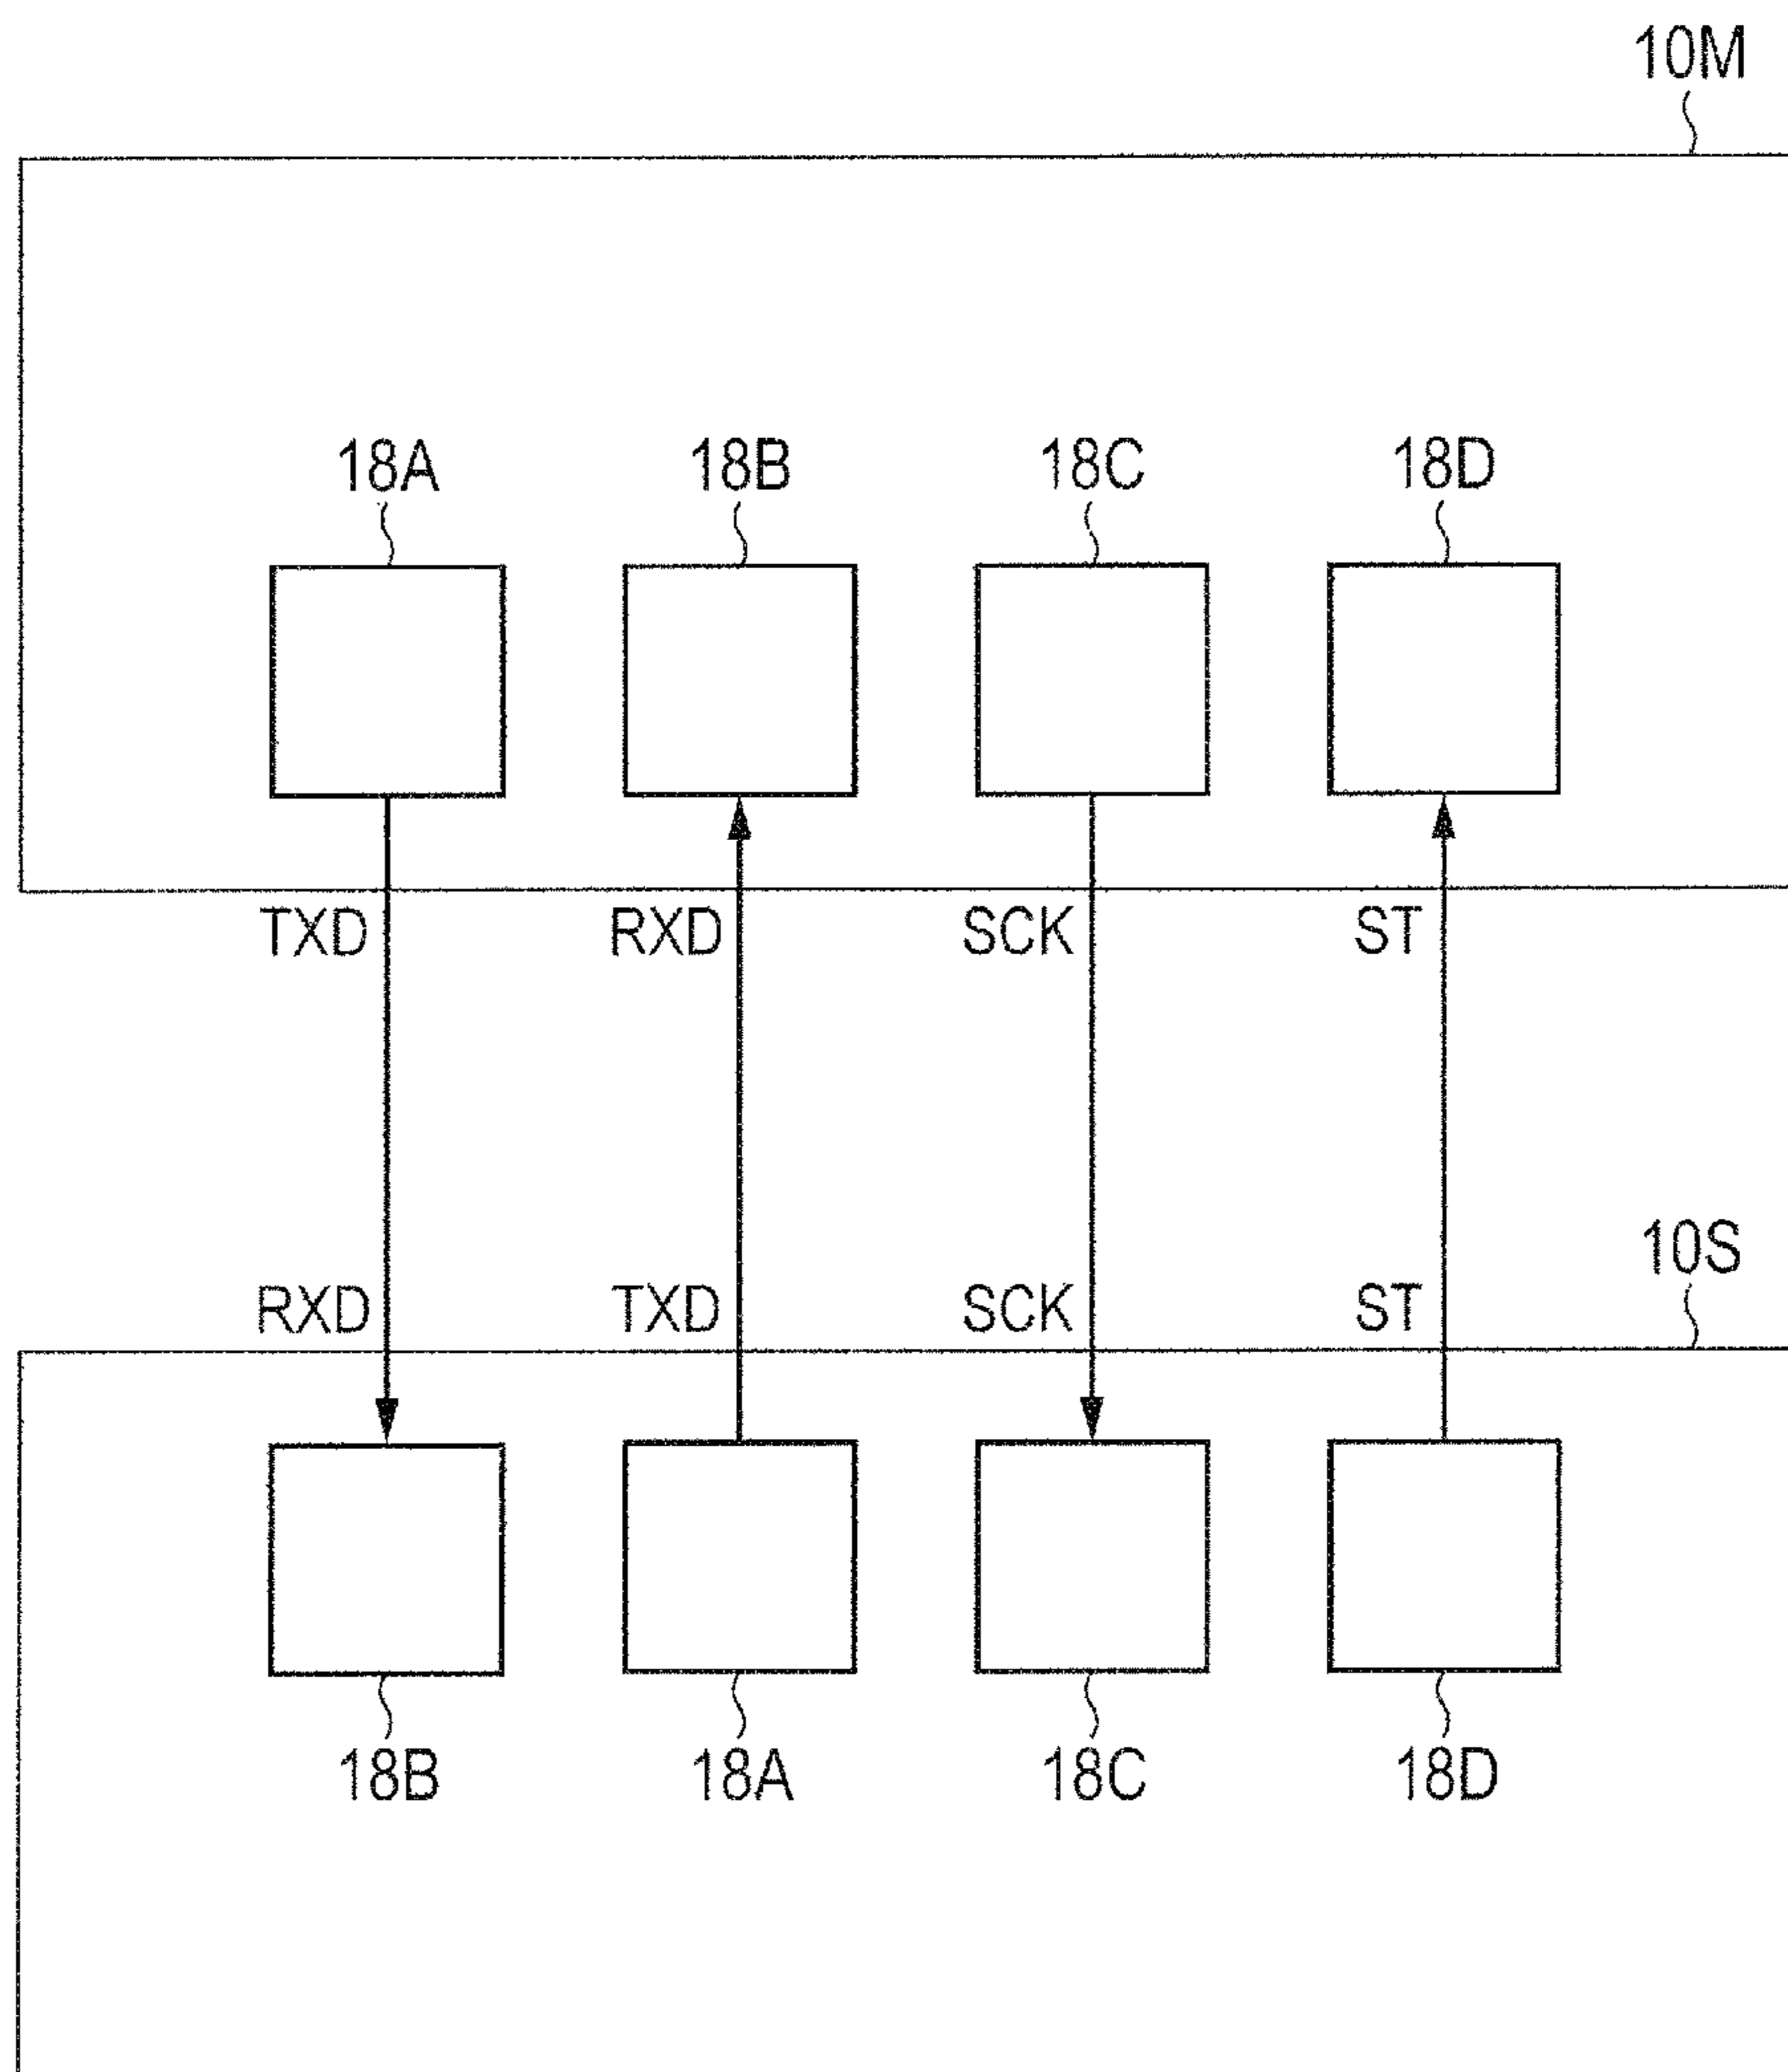 10M
18A 18B 18C 18D
TXD RXD SCK ST
10S
RXD TXD SCK ST
18B 18A 18C 18D